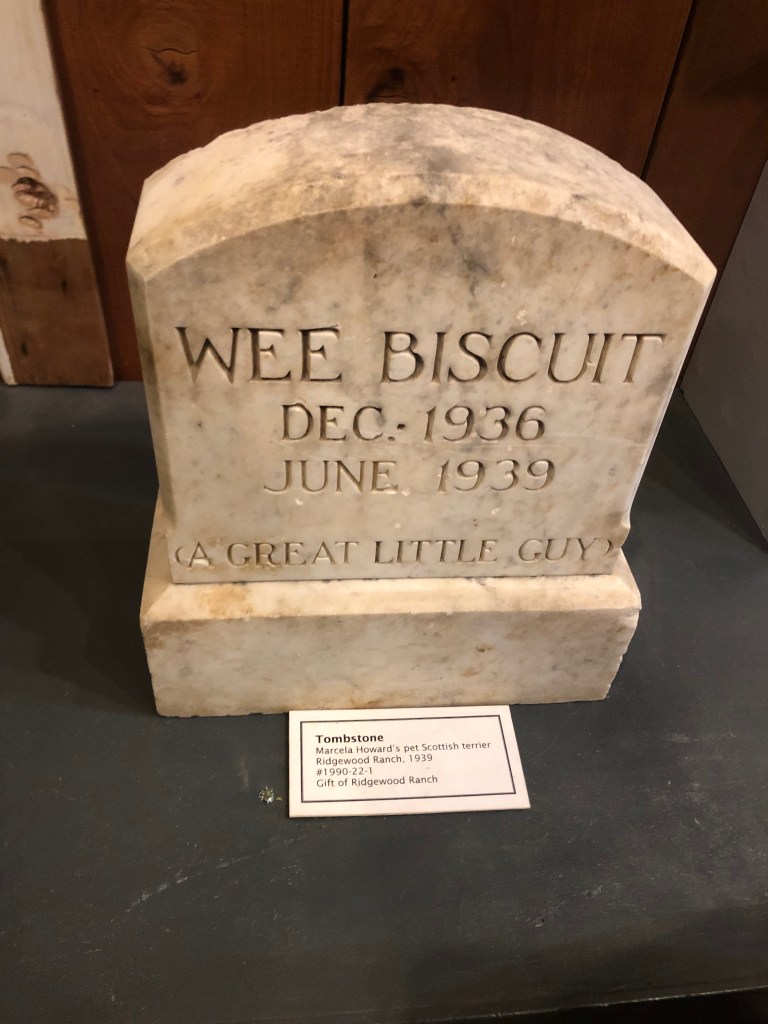 WEE BISCUIT
DEC. 1936
JUNE 1939
(A GREAT LITTLE GUY)
Tombstone
Marcela Howard's pet Scottish terrier
Ridgewood Ranch, 1939
#1990-22-1
Gift of Ridgewood Ranch